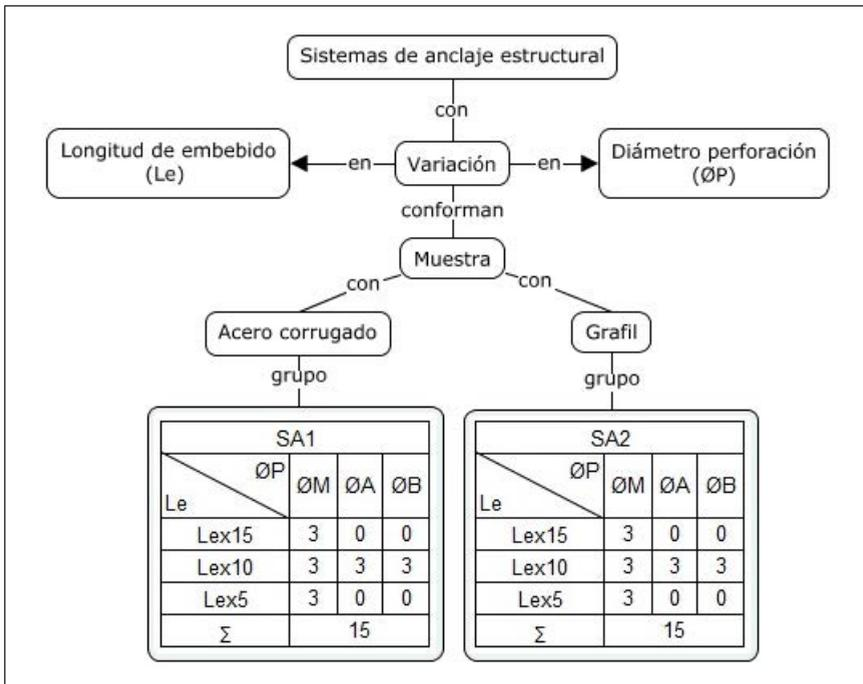 Sistemas de anclaje estructural
con
Longitud de embebido
(Le)
en
Variación
en
Diámetro perforación
(ØP)
conforman
Muestra
con
con
Acero corrugado
Grafil
grupo
grupo
SA1
ØP
Le
ØM ØA ØB
Lex15 3 0 0
Lex10 3 3 3
Lex5 3 0 0
Σ 15
SA2
ØP
Le
ØM ØA ØB
Lex15 3 0 0
Lex10 3 3 3
Lex5 3 0 0
Σ 15